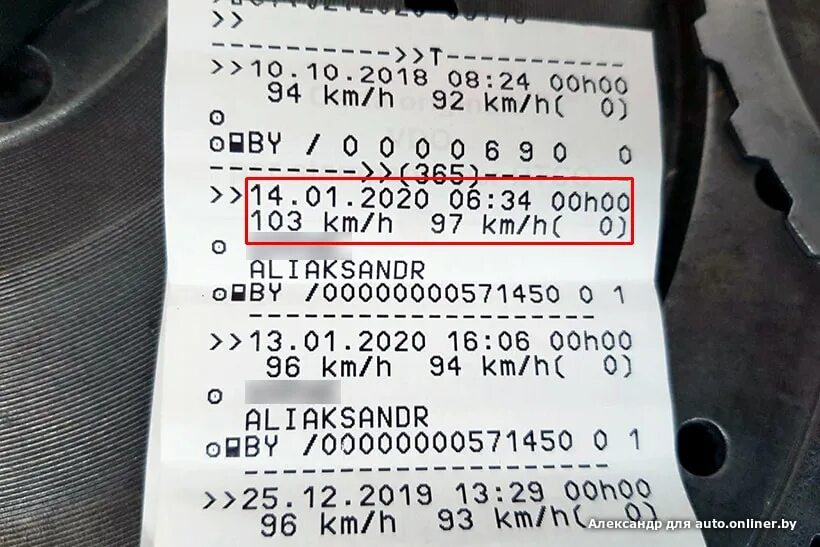 >>
---------->>T------------
>>10.10.2018 08:24 00h00
94 km/h 92 km/h( 0)
BY / 0 0 0 0 6 9 0 0
---------->>(365)------
>>14.01.2020 06:34 00h00
103 km/h 97 km/h( 0)
ALIAKSANDR
BY /00000000571450 0 1
----------------------
>>13.01.2020 16:06 00h00
96 km/h 94 km/h( 0)
ALIAKSANDR
BY /00000000571450 0 1
----------------------
>>25.12.2019 13:29 00h00
96 km/h 93 km/h( 0)
Александр для auto.onliner.by